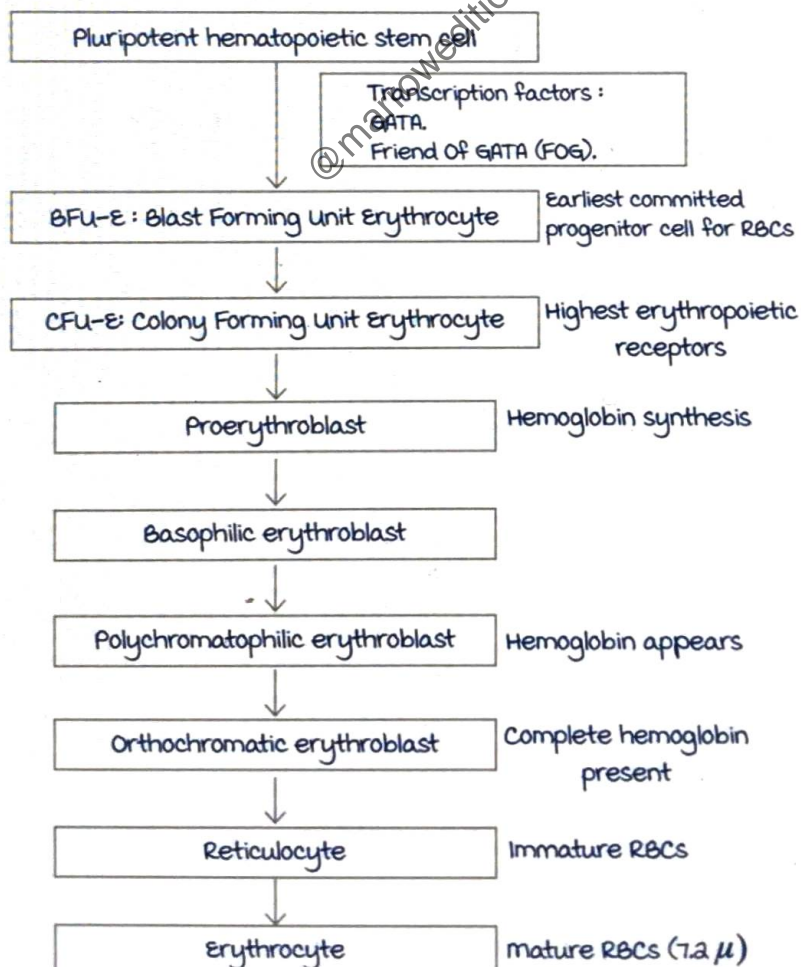 Pluripotent hematopoietic stem cell
Transcription factors :
GATA.
Friend Of GATA (FOG).
BFU-E : Blast Forming Unit Erythrocyte
Earliest committed
progenitor cell for RBCs
CFU-E: Colony Forming Unit Erythrocyte
Highest erythropoietic
receptors
Proerythroblast
Hemoglobin synthesis
Basophilic erythroblast
Polychromatophilic erythroblast
Hemoglobin appears
Orthochromatic erythroblast
Complete hemoglobin
present
Reticulocyte
Immature RBCs
Erythrocyte
mature RBCs (7.2 μ)